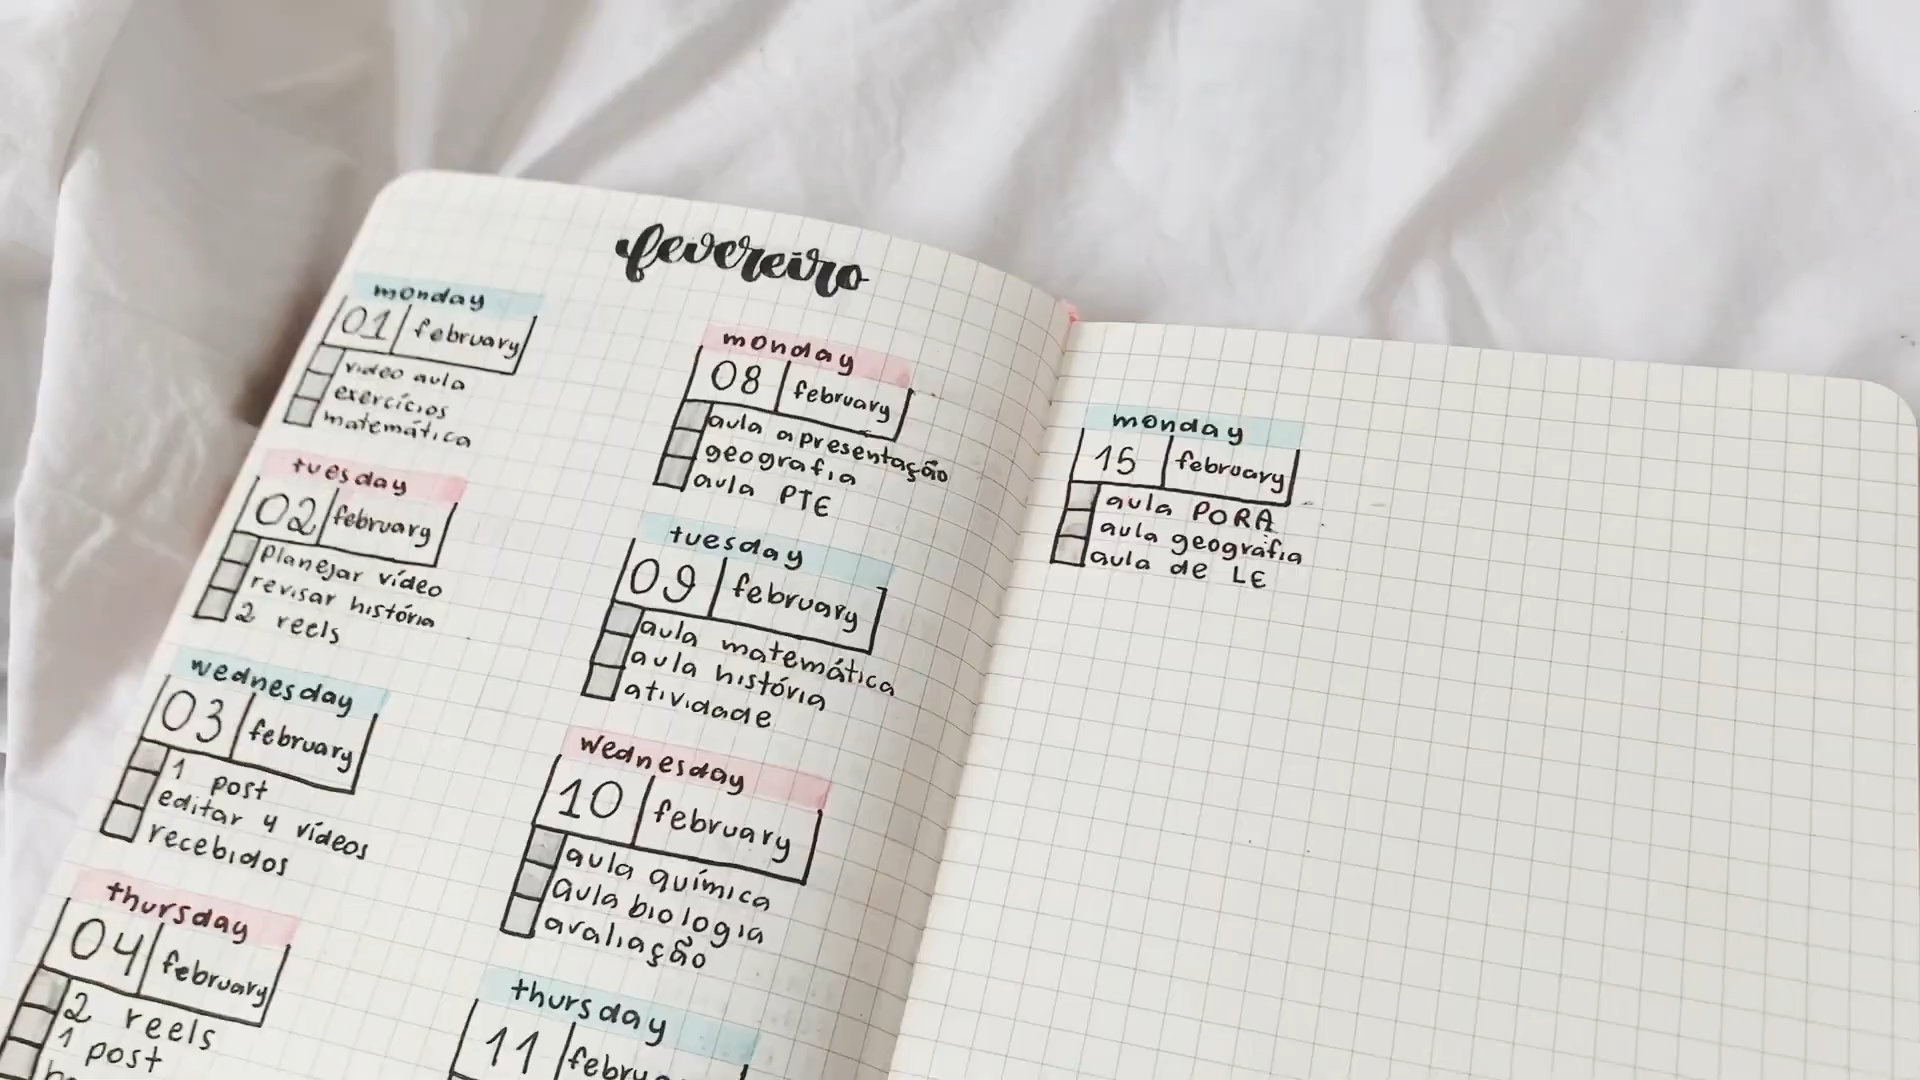 fevereiro
monday
01 february
video aula
exercícios
matemática
tuesday
02 february
planejar vídeo
revisar história
2 reels
wednesday
03 february
1 post
editar 4 vídeos
recebidos
thursday
04 february
2 reels
1 post
monday
08 february
aula apresentação
geografia
aula PTE
tuesday
09 february
aula matemática
aula história
atividade
wednesday
10 february
aula química
aula biologia
avaliação
thursday
11 februa
monday
15 february
aula PORA
aula geografia
aula de LE